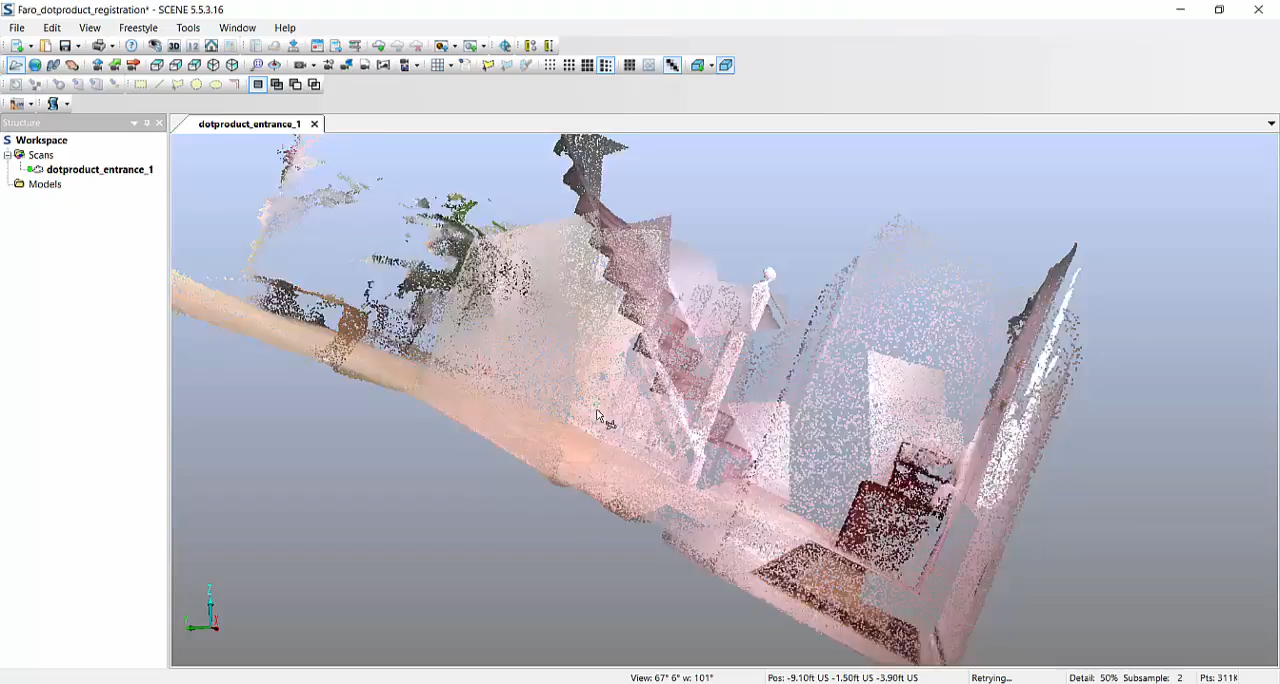 Faro_dotproduct_registration* - SCENE 5.5.3.16
File Edit View Freestyle Tools Window Help
3D
Structure
dotproduct_entrance_1
Workspace
Scans
dotproduct_entrance_1
Models
Z
View: 67° 6° w: 101° Pos: -9.10ft US -1.50ft US -3.90ft US Retrying... Detail: 50% Subsample: 2 Pts: 311K